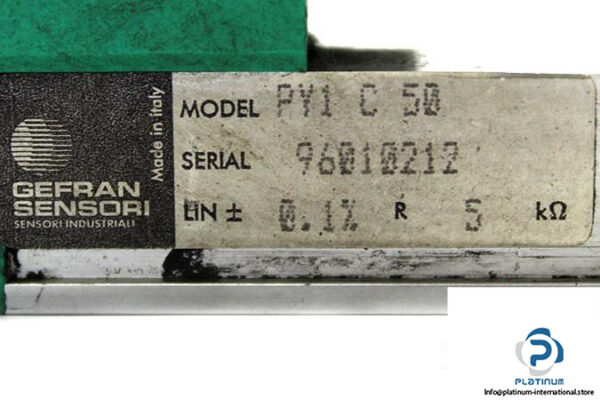 GEFRAN
SENSORI
SENSORI INDUSTRIALI
Made in italy
MODEL PY1 C 50
SERIAL 96010212
LIN ± 0.1% R 5 kΩ
PLATINUM
Info@platinum-international.store